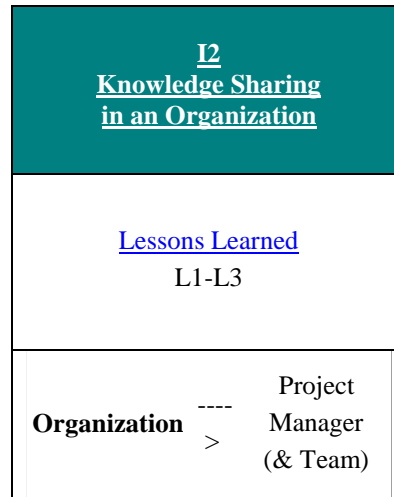 I2
Knowledge Sharing
in an Organization
Lessons Learned
L1-L3
Organization
----
>
Project
Manager
(& Team)